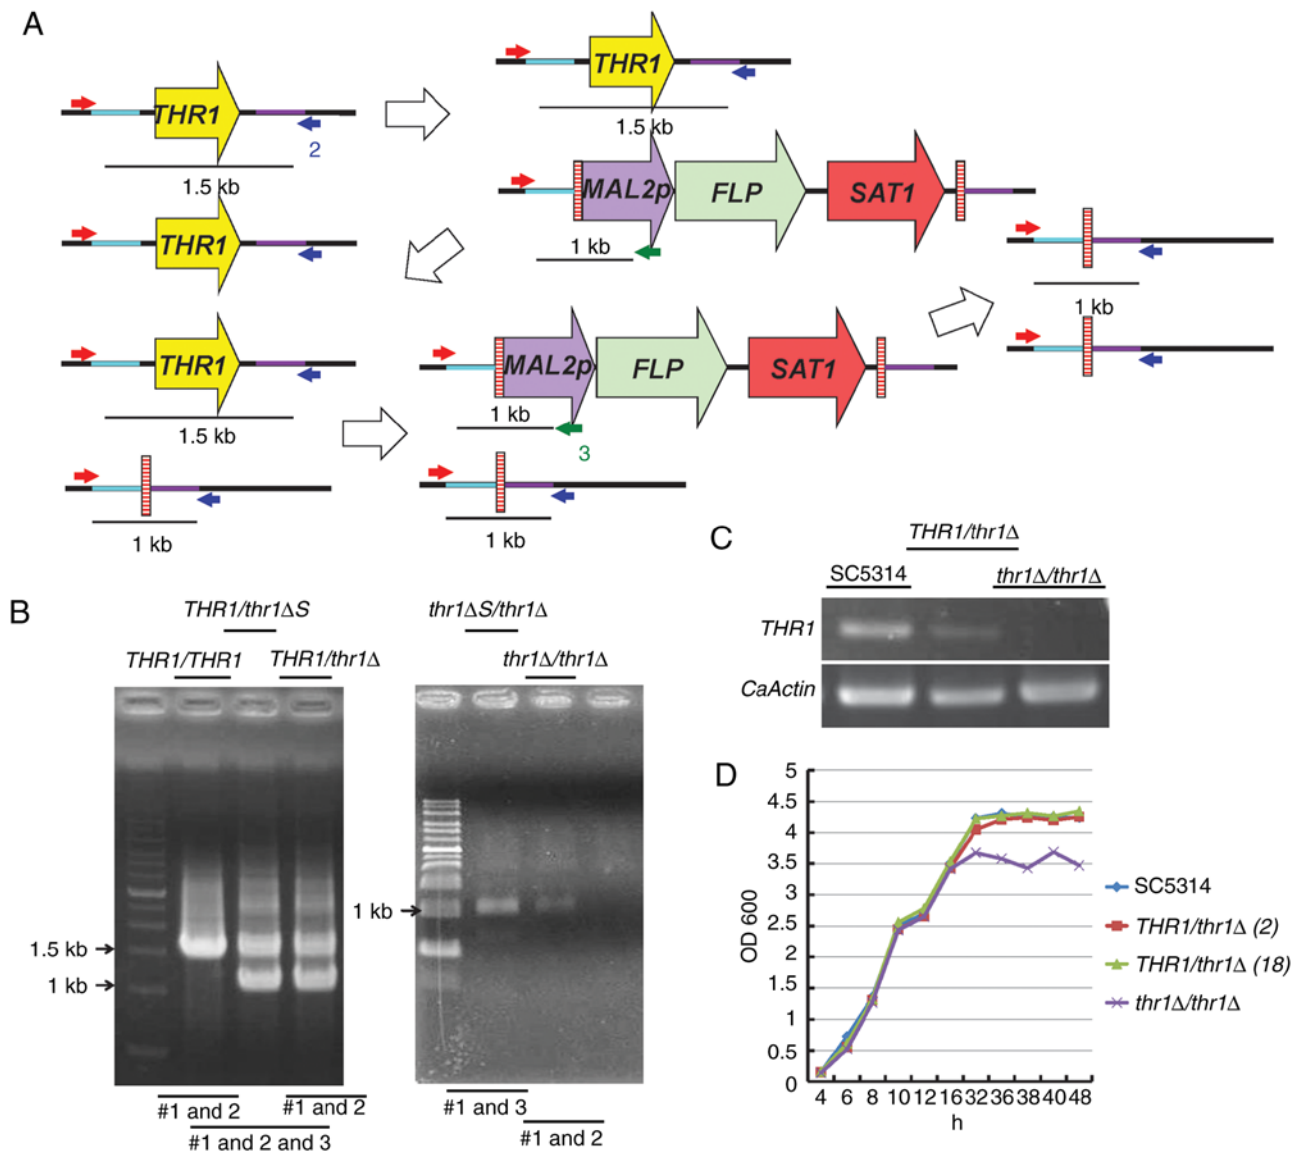 A
THR1
2
1.5 kb
THR1
1.5 kb
MAL2p FLP SAT1
1 kb
THR1
THR1
1.5 kb
1 kb
MAL2p FLP SAT1
1 kb
3
1 kb
1 kb
B
THR1/thr1ΔS
THR1/THR1
THR1/thr1Δ
1.5 kb
1 kb
#1 and 2
#1 and 2
#1 and 2 and 3
thr1ΔS/thr1Δ
thr1Δ/thr1Δ
1 kb
#1 and 3
#1 and 2
C
THR1/thr1Δ
SC5314
thr1Δ/thr1Δ
THR1
CaActin
D
5
4.5
4
3.5
3
2.5
2
1.5
1
0.5
0
OD 600
4 6 8 10 12 16 32 36 38 40 48
h
SC5314
THR1/thr1Δ (2)
THR1/thr1Δ (18)
thr1Δ/thr1Δ